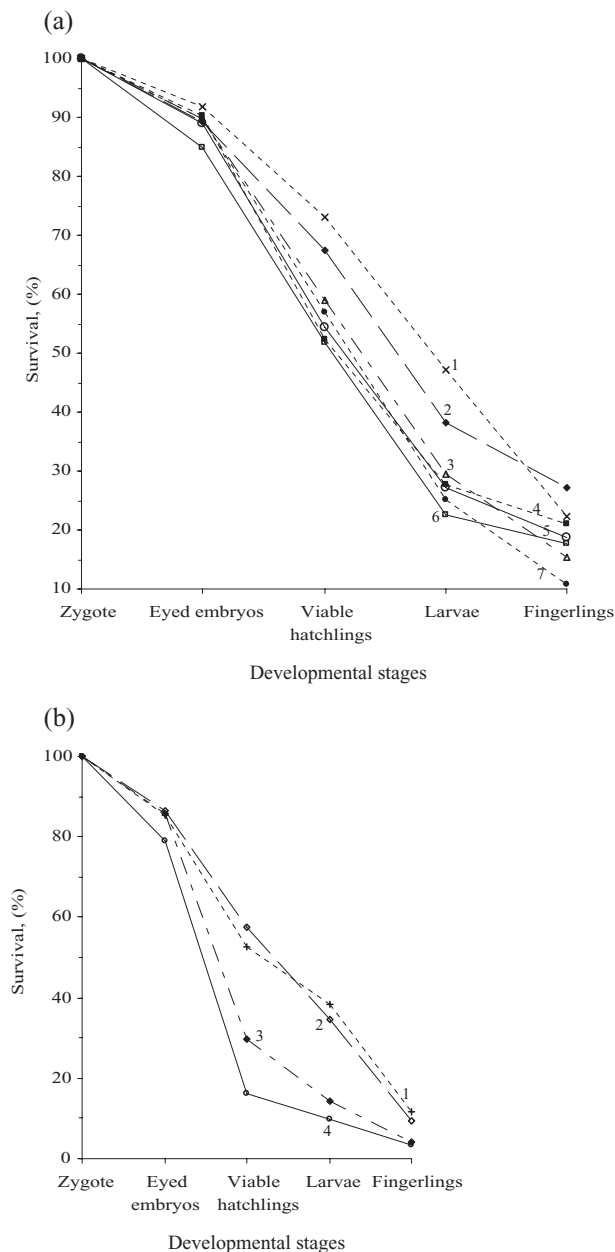 (a)
100
90
80
70
60
50
40
30
20
10
Survival, (%)
1
2
3
4
5
6
7
Zygote Eyed embryos Viable Larvae Fingerlings
hatchlings
Developmental stages
(b)
100
80
60
40
20
0
Survival, (%)
1
2
3
4
Zygote Eyed Viable Larvae Fingerlings
embryos hatchlings
Developmental stages